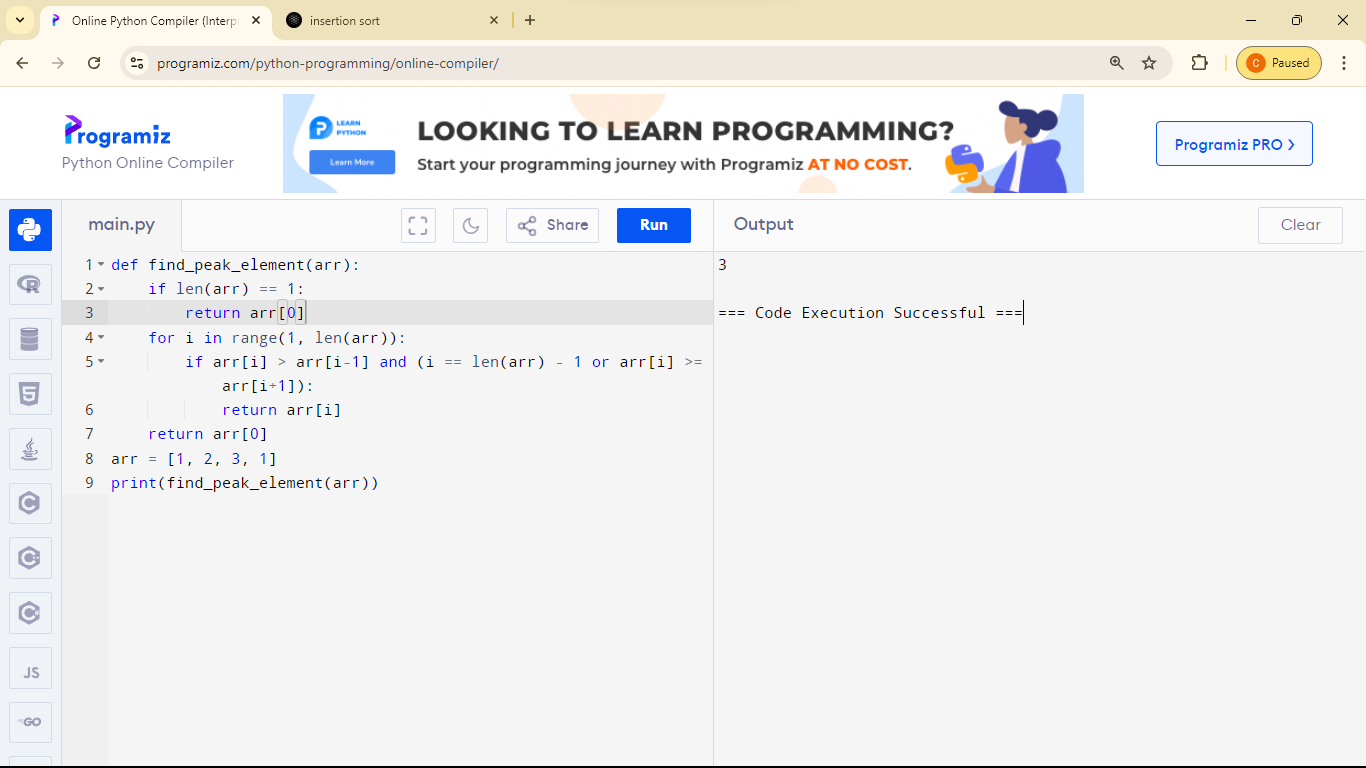 Online Python Compiler (Interp
insertion sort
programiz.com/python-programming/online-compiler/
C
Paused
Programiz
Python Online Compiler
LEARN
PYTHON
Learn More
LOOKING TO LEARN PROGRAMMING?
Start your programming journey with Programiz AT NO COST.
Programiz PRO >
main.py
Share
Run
Output
Clear
1 def find_peak_element(arr):
2     if len(arr) == 1:
3         return arr[0]
4     for i in range(1, len(arr)):
5         if arr[i] > arr[i-1] and (i == len(arr) - 1 or arr[i] >=
            arr[i+1]):
6             return arr[i]
7     return arr[0]
8 arr = [1, 2, 3, 1]
9 print(find_peak_element(arr))
3
=== Code Execution Successful ===
R
5
C
C
C
JS
GO